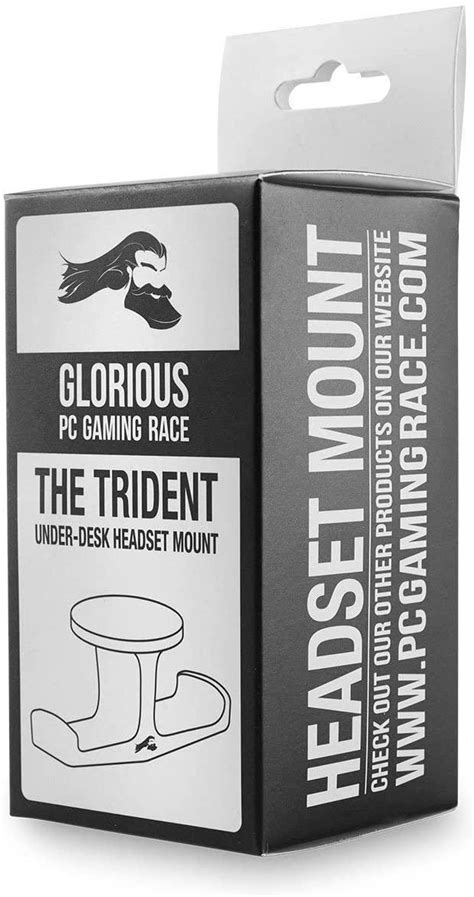 GLORIOUS
PC GAMING RACE
THE TRIDENT
UNDER-DESK HEADSET MOUNT
HEADSET MOUNT
CHECK OUT OUR OTHER PRODUCTS ON OUR WEBSITE
WWW.PCGAMINGRACE.COM